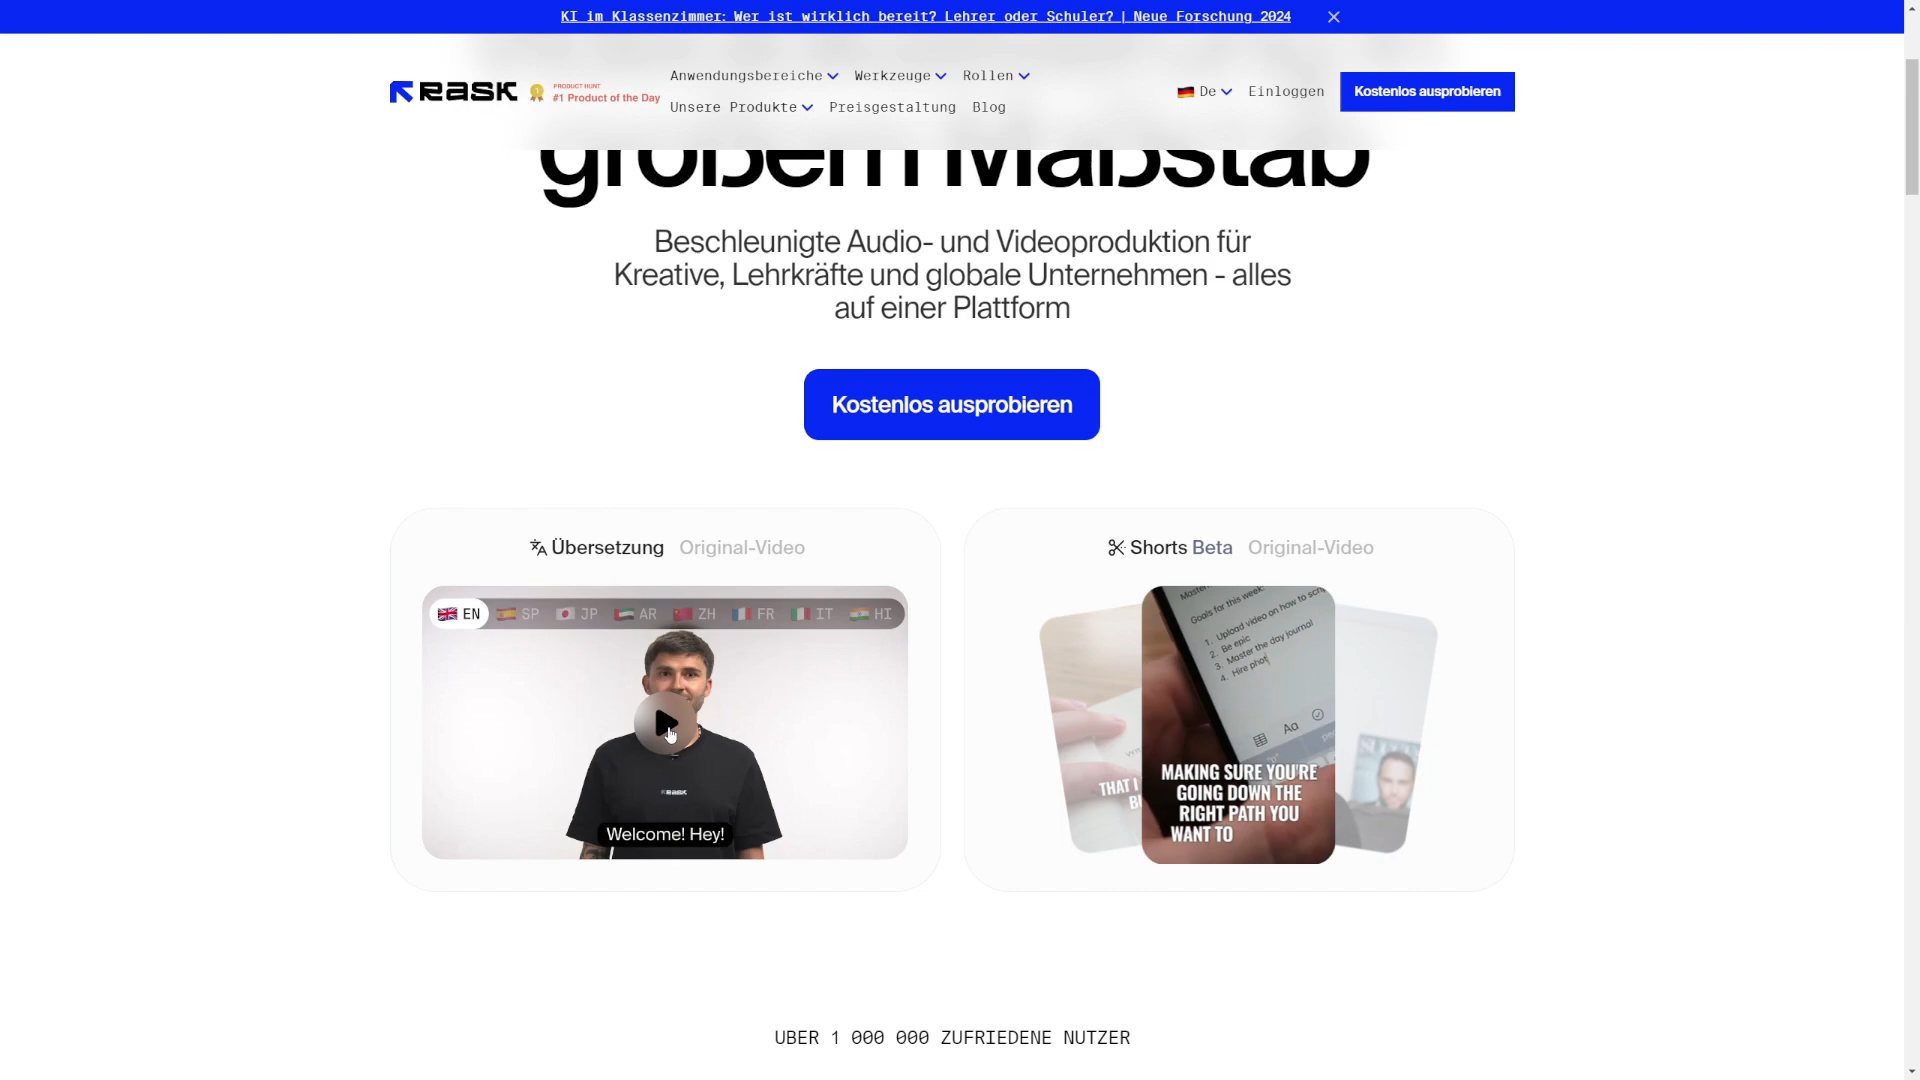 KI im Klassenzimmer: Wer ist wirklich bereit? Lehrer oder Schuler? | Neue Forschung 2024
Rask
PRODUCT HUNT
#1 Product of the Day
Anwendungsbereiche
Werkzeuge
Rollen
Unsere Produkte
Preisgestaltung
Blog
De
Einloggen
Kostenlos ausprobieren
großem Maßstab
Beschleunigte Audio- und Videoproduktion für
Kreative, Lehrkräfte und globale Unternehmen - alles
auf einer Plattform
Kostenlos ausprobieren
Übersetzung
Original-Video
EN
SP
JP
AR
ZH
FR
IT
HI
Rask
Welcome! Hey!
Shorts Beta
Original-Video
Goals for this week:
1. Upload video on how to
2. Be epic
3. Master the day journal
4. Hire phot
Aa
THAT I
MAKING SURE YOU'RE
GOING DOWN THE
RIGHT PATH YOU
WANT TO
UBER 1 000 000 ZUFRIEDENE NUTZER